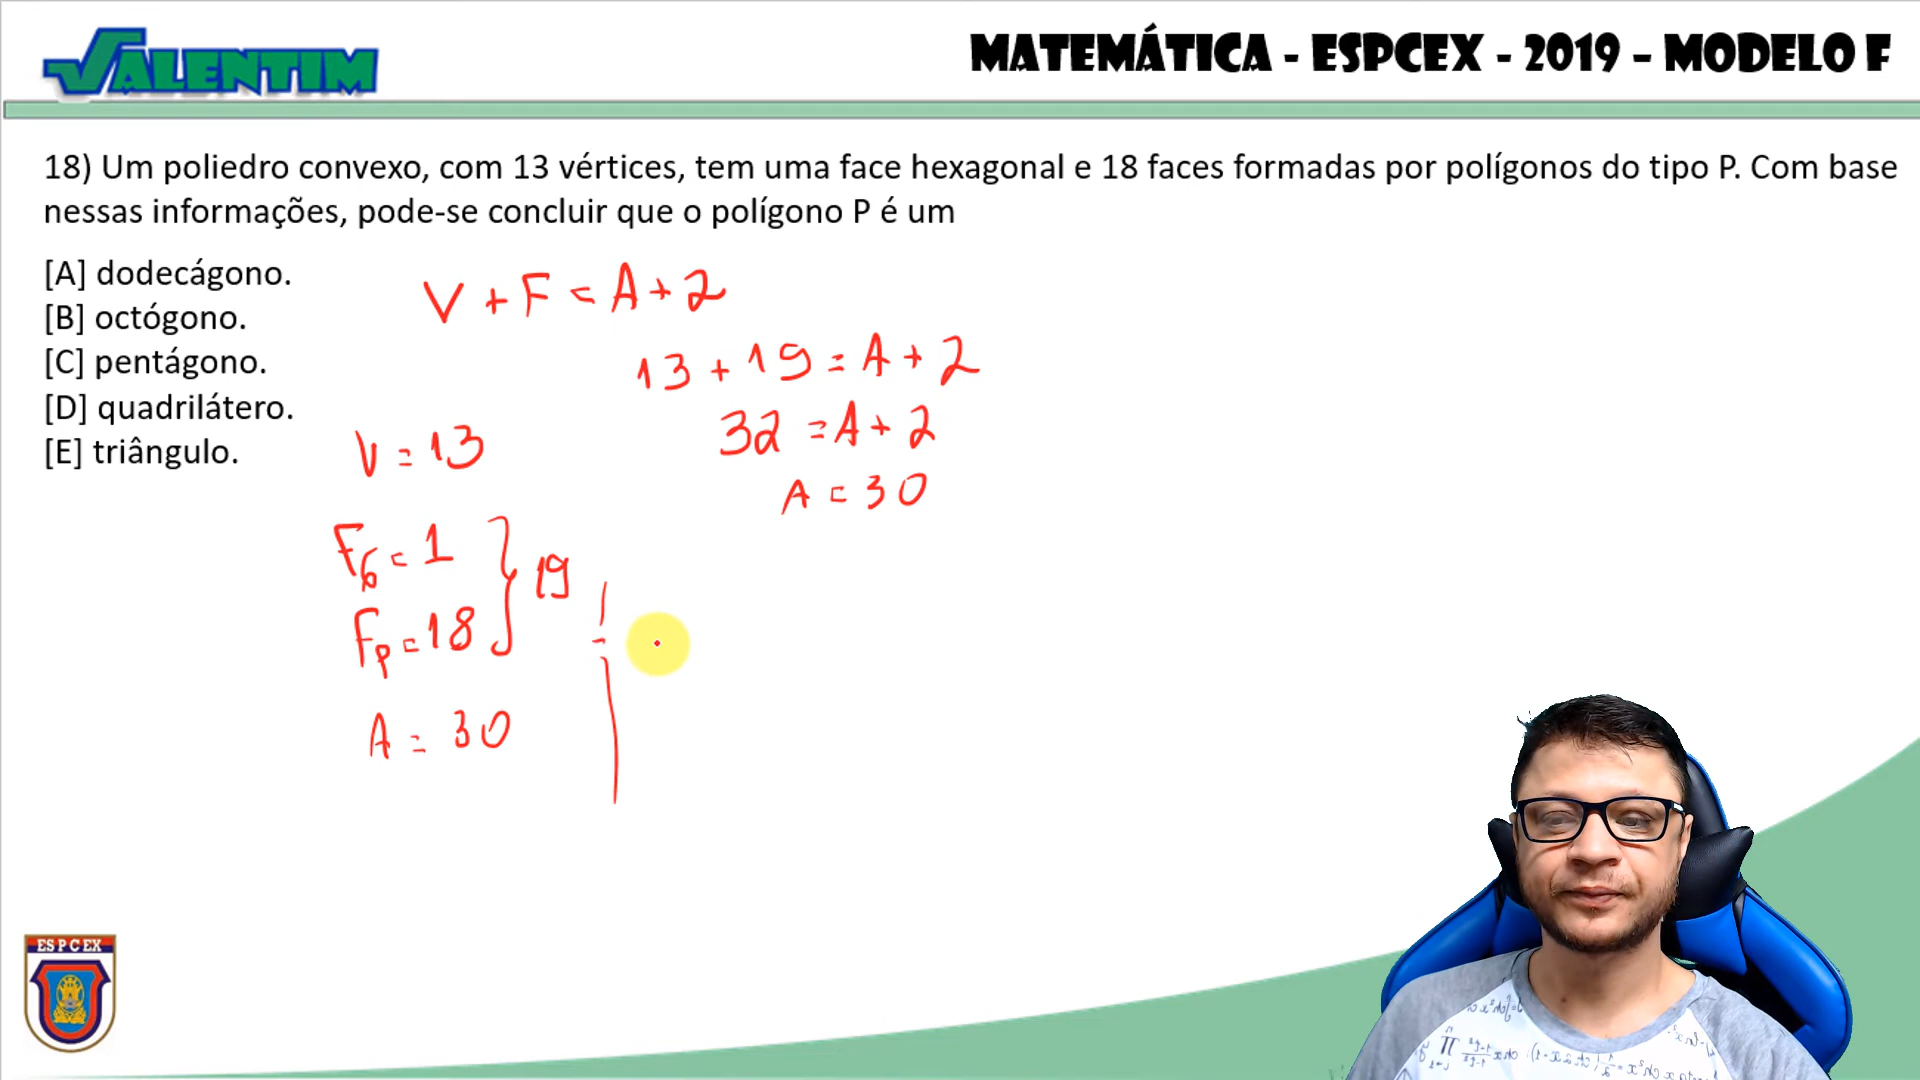 VALENTIM
MATEMÁTICA - ESPCEX - 2019 – MODELO F
18) Um poliedro convexo, com 13 vértices, tem uma face hexagonal e 18 faces formadas por polígonos do tipo P. Com base
nessas informações, pode-se concluir que o polígono P é um
[A] dodecágono.
[B] octógono.
[C] pentágono.
[D] quadrilátero.
[E] triângulo.
V + F = A + 2
13 + 19 = A + 2
32 = A + 2
A = 30
V = 13
F6 = 1
19
Fp = 18
A = 30
ESPCEX